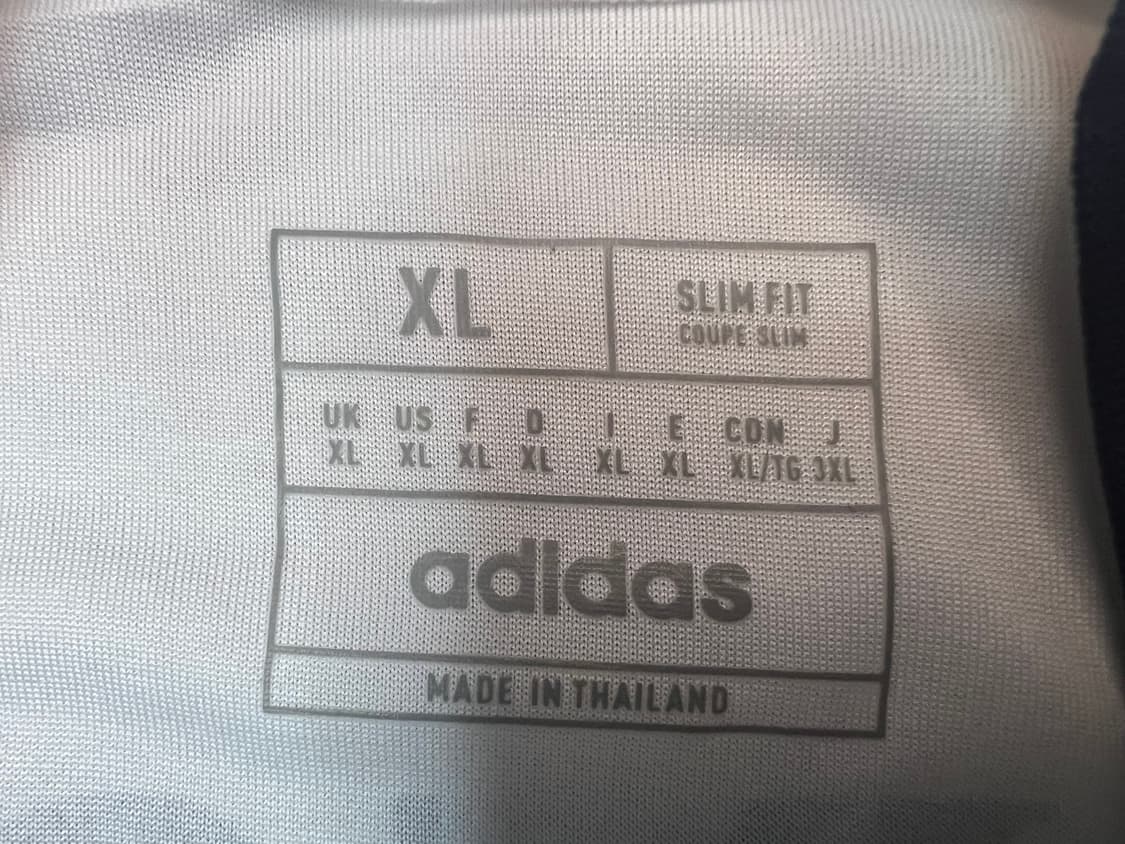 XL
SLIM FIT
COUPE SLIM
UK US F D I E CON J
XL XL XL XL XL XL XL/TG 3XL
adidas
MADE IN THAILAND